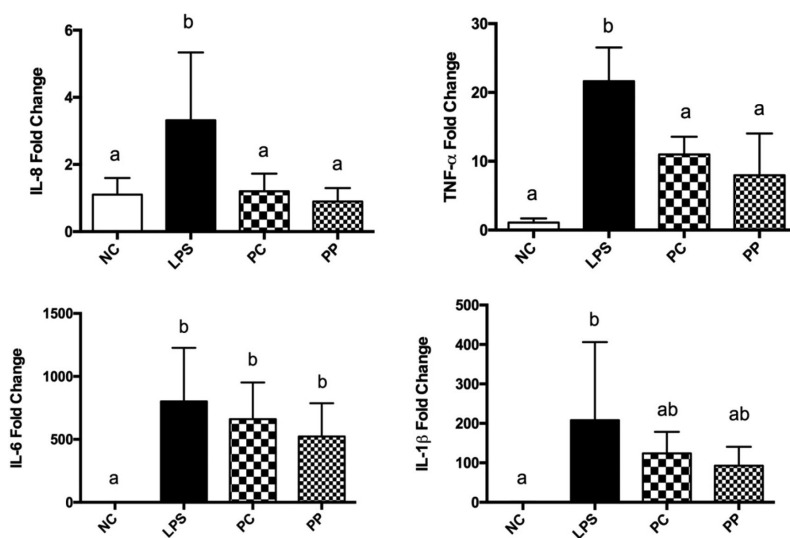 IL-8 Fold Change
6
4
2
0
a
b
a
a
NC
LPS
PC
PP
TNF-α Fold Change
30
20
10
0
a
b
a
a
NC
LPS
PC
PP
IL-6 Fold Change
1500
1000
500
0
a
b
b
b
NC
LPS
PC
PP
IL-1β Fold Change
500
400
300
200
100
0
a
b
ab
ab
NC
LPS
PC
PP